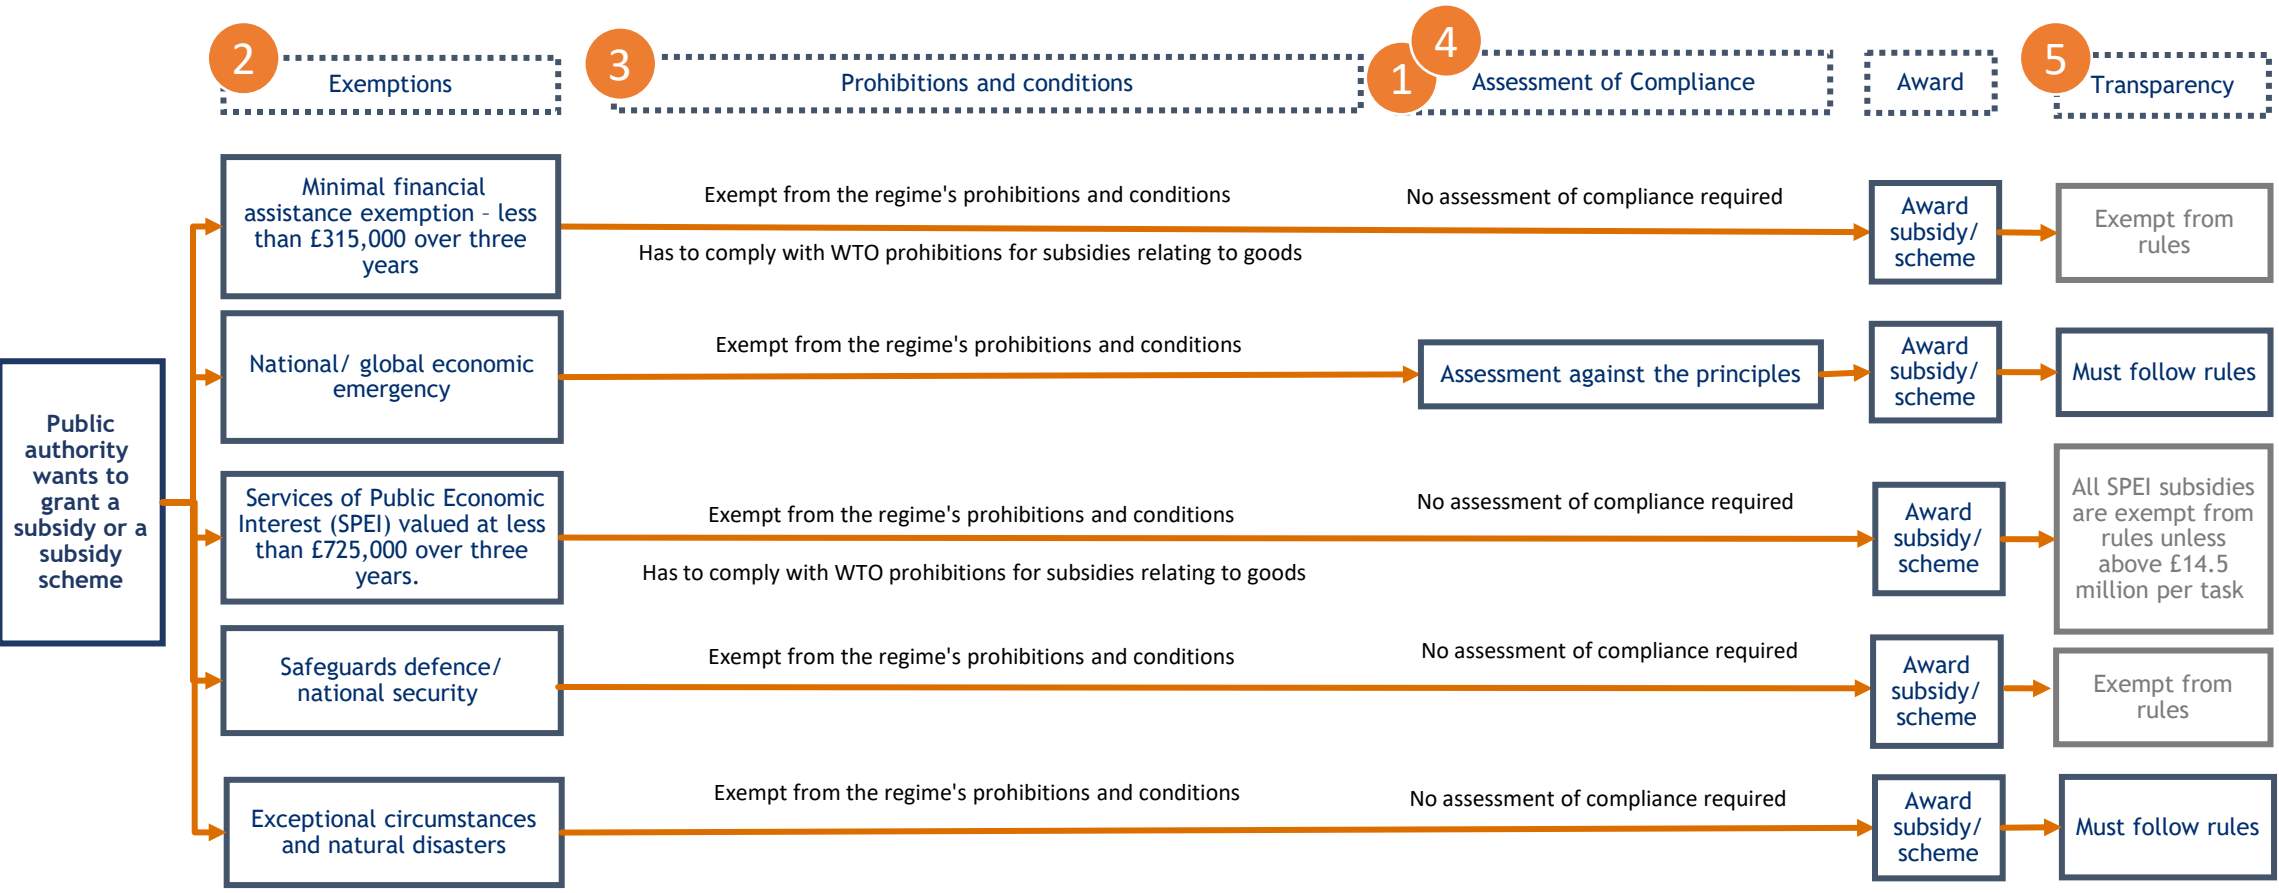 2
Exemptions
3
Prohibitions and conditions
1
4
Assessment of Compliance
Award
5
Transparency
Public
authority
wants to
grant a
subsidy or a
subsidy
scheme
Minimal financial
assistance exemption – less
than £315,000 over three
years
Exempt from the regime's prohibitions and conditions
Has to comply with WTO prohibitions for subsidies relating to goods
No assessment of compliance required
Award
subsidy/
scheme
Exempt from
rules
National/ global economic
emergency
Exempt from the regime's prohibitions and conditions
Assessment against the principles
Award
subsidy/
scheme
Must follow rules
Services of Public Economic
Interest (SPEI) valued at less
than £725,000 over three
years.
Exempt from the regime's prohibitions and conditions
Has to comply with WTO prohibitions for subsidies relating to goods
No assessment of compliance required
Award
subsidy/
scheme
All SPEI subsidies
are exempt from
rules unless
above £14.5
million per task
Safeguards defence/
national security
Exempt from the regime's prohibitions and conditions
No assessment of compliance required
Award
subsidy/
scheme
Exempt from
rules
Exceptional circumstances
and natural disasters
Exempt from the regime's prohibitions and conditions
No assessment of compliance required
Award
subsidy/
scheme
Must follow rules